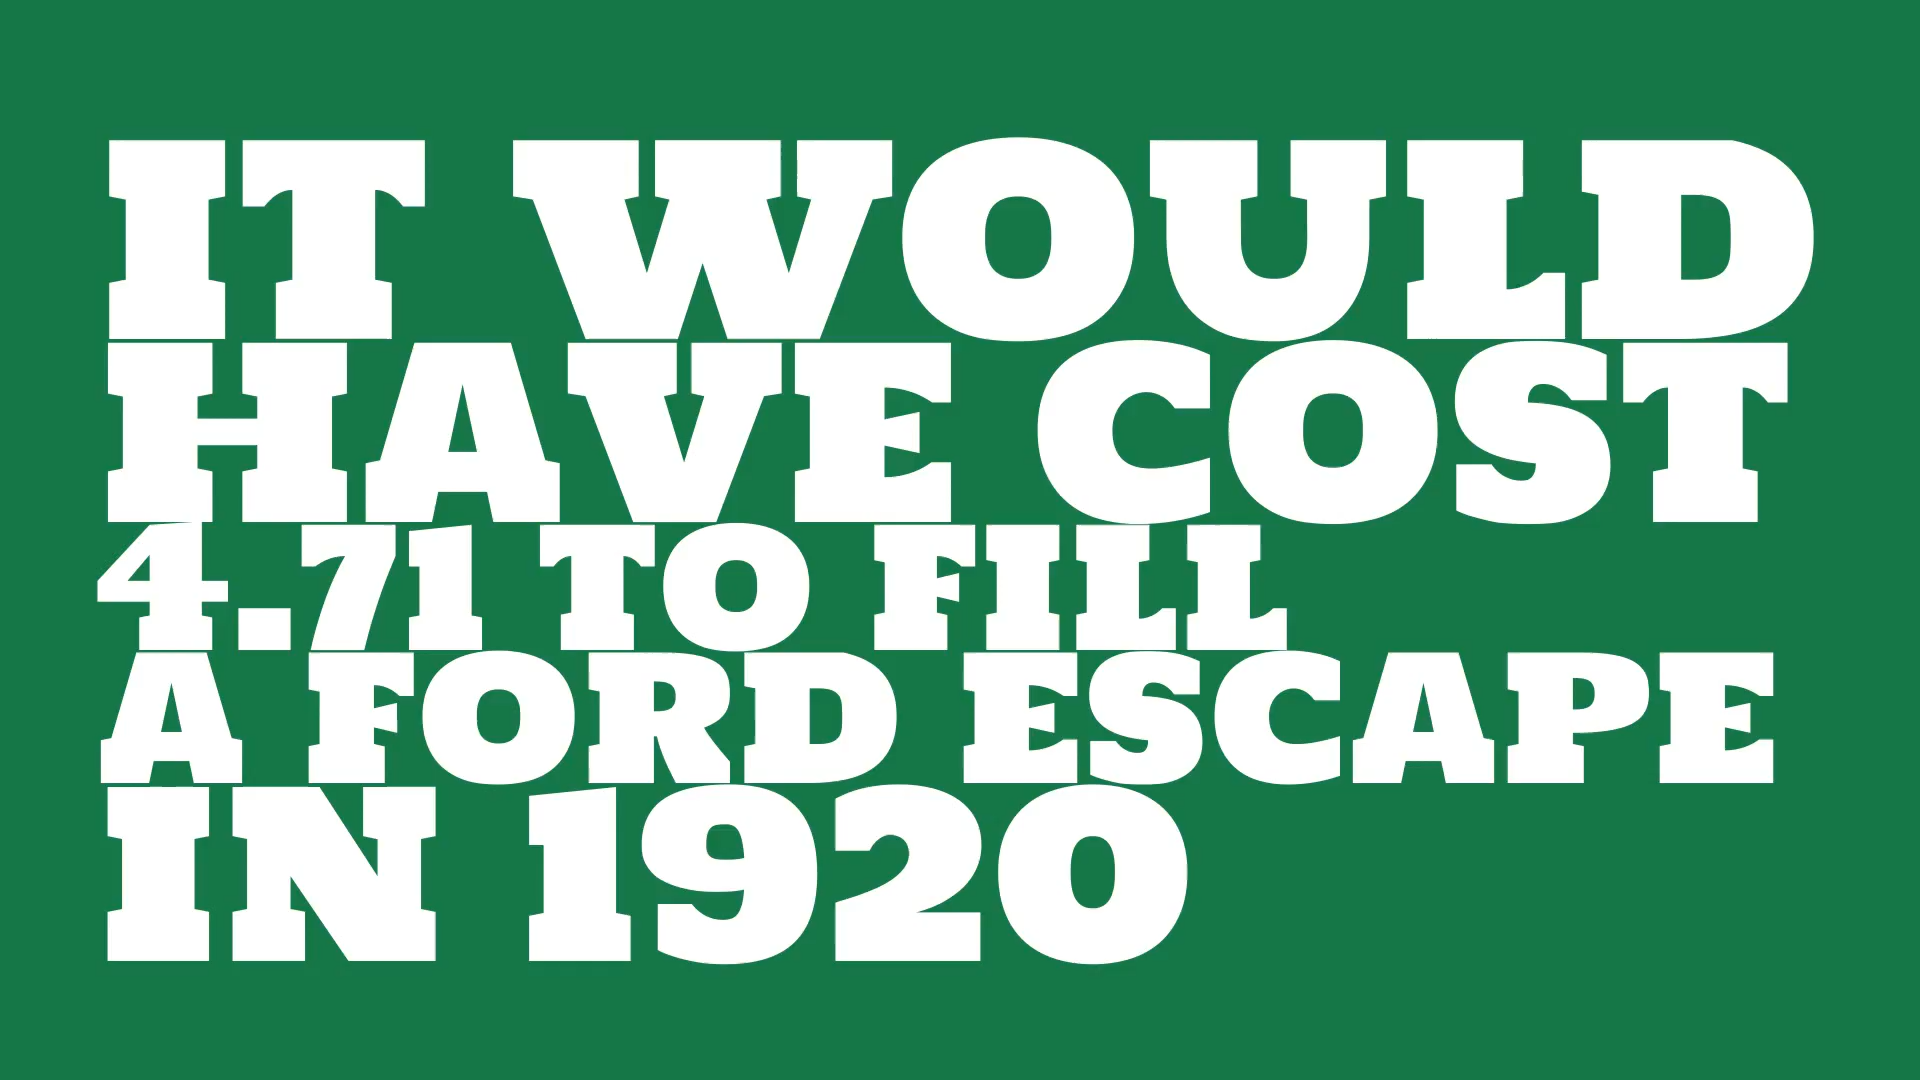 IT WOULD
HAVE COST
4.71 TO FILL
A FORD ESCAPE
IN 1920